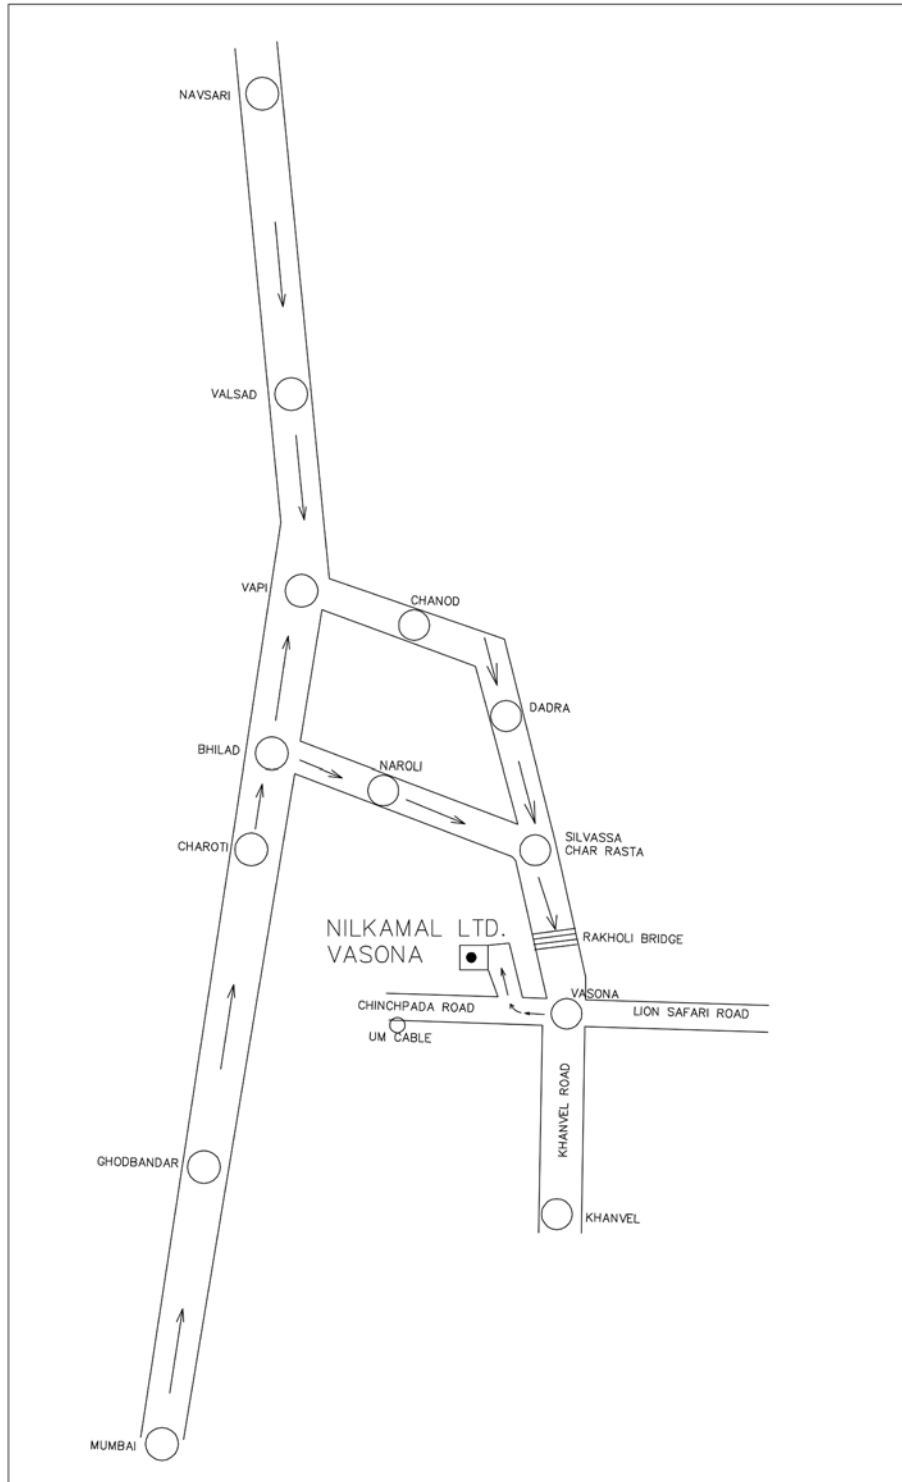 NAVSARI
VALSAD
VAPI
CHANOD
DADRA
BHILAD
NAROLI
CHAROTI
SILVASSA
CHAR RASTA
NILKAMAL LTD.
VASONA
RAKHOLI BRIDGE
VASONA
CHINCHPADA ROAD
LION SAFARI ROAD
UM CABLE
KHANVEL ROAD
GHODBANDAR
KHANVEL
MUMBAI